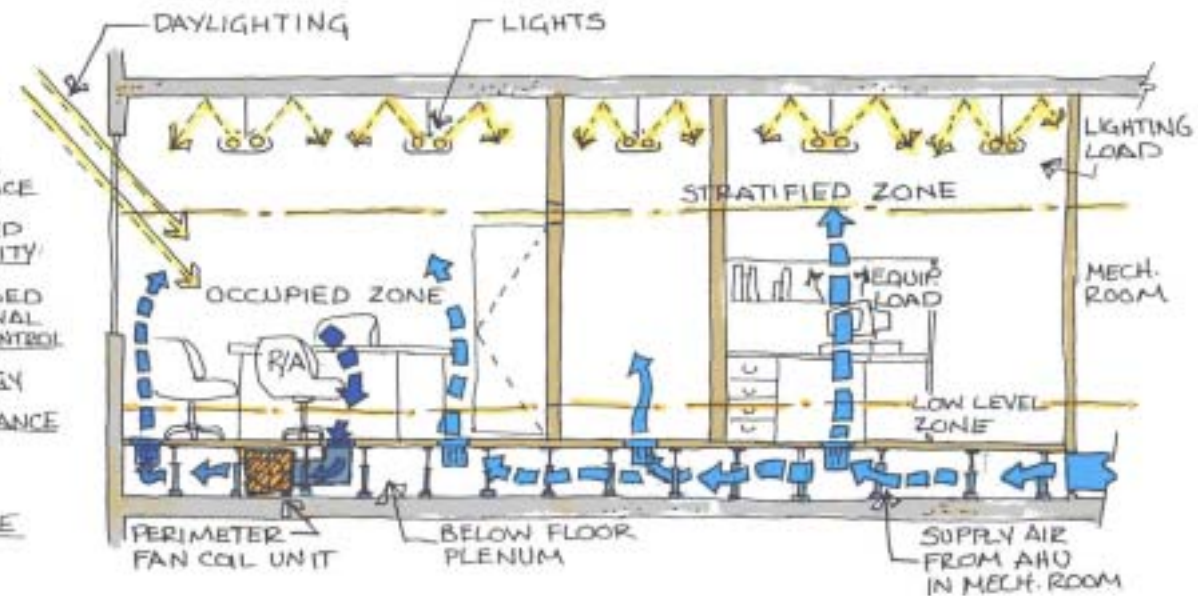 DAYLIGHTING
LIGHTS
LIGHTING
LOAD
STRATIFIED ZONE
EQUIP.
LOAD
MECH.
ROOM
OCCUPIED ZONE
CONTROL
R/A
LOW LEVEL
ZONE
PERIMETER
FAN COIL UNIT
BELOW FLOOR
PLENUM
SUPPLY AIR
FROM AHU
IN MECH. ROOM